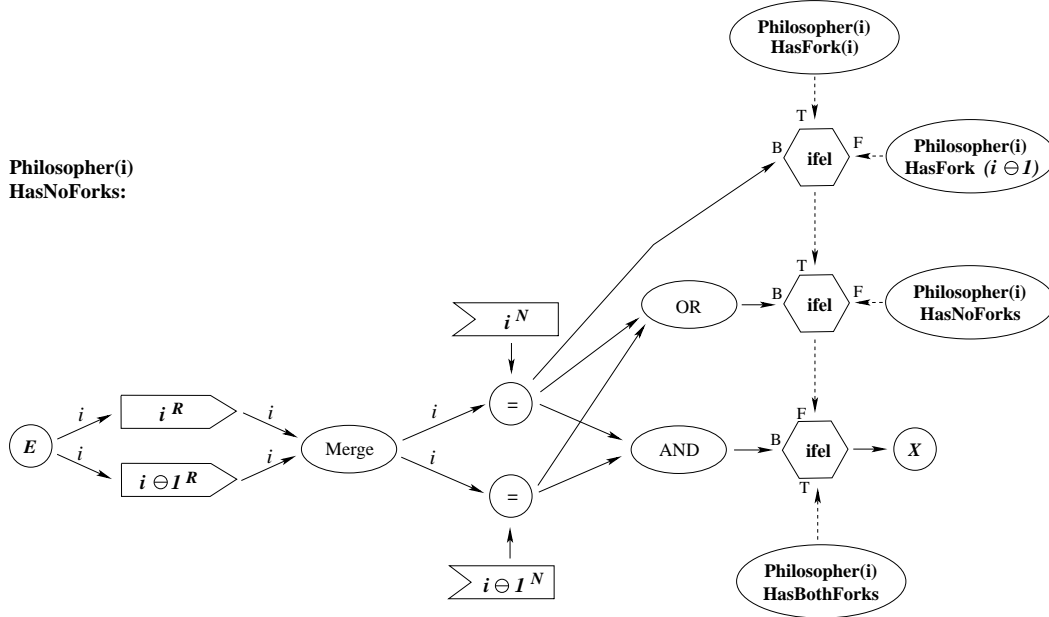 Philosopher(i)
HasFork(i)
T
B
ifel
F
Philosopher(i)
HasFork (i ⊖ 1)
Philosopher(i)
HasNoForks:
T
B
ifel
F
Philosopher(i)
HasNoForks
i^N
OR
=
i
i^R
i
i
E
i
i ⊖ 1^R
i
Merge
i
AND
F
B
ifel
T
X
=
i ⊖ 1^N
Philosopher(i)
HasBothForks